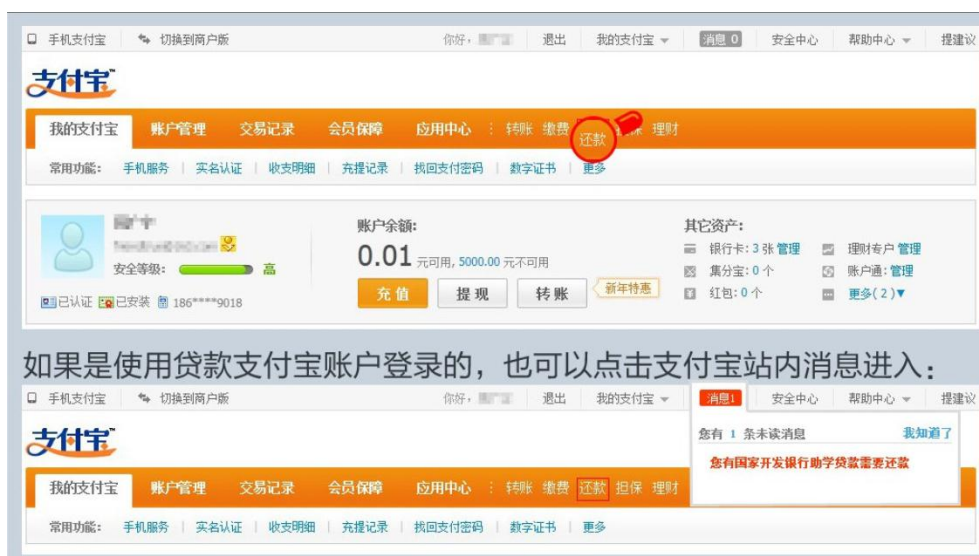 手机支付宝 切换到商户版 你好， 退出 我的支付宝 消息 0 安全中心 帮助中心 提建议
支付宝
我的支付宝 账户管理 交易记录 会员保障 应用中心 转账 缴费 还款 担保 理财
常用功能： 手机服务 实名认证 收支明细 充提记录 找回支付密码 数字证书 更多
账户余额： 其它资产：
0.01 元可用, 5000.00 元不可用 银行卡：3 张 管理 理财专户 管理
安全等级： 高 集分宝：0 个 账户通：管理
充值 提现 转账 新年特惠 红包：0 个 更多( 2 )▼
已认证 已安装 186****9018
如果是使用贷款支付宝账户登录的，也可以点击支付宝站内消息进入：
手机支付宝 切换到商户版 你好， 退出 我的支付宝 消息1 安全中心 帮助中心 提建议
支付宝
您有 1 条未读消息 我知道了
您有国家开发银行助学贷款需要还款
我的支付宝 账户管理 交易记录 会员保障 应用中心 转账 缴费 还款 担保 理财
常用功能： 手机服务 实名认证 收支明细 充提记录 找回支付密码 数字证书 更多